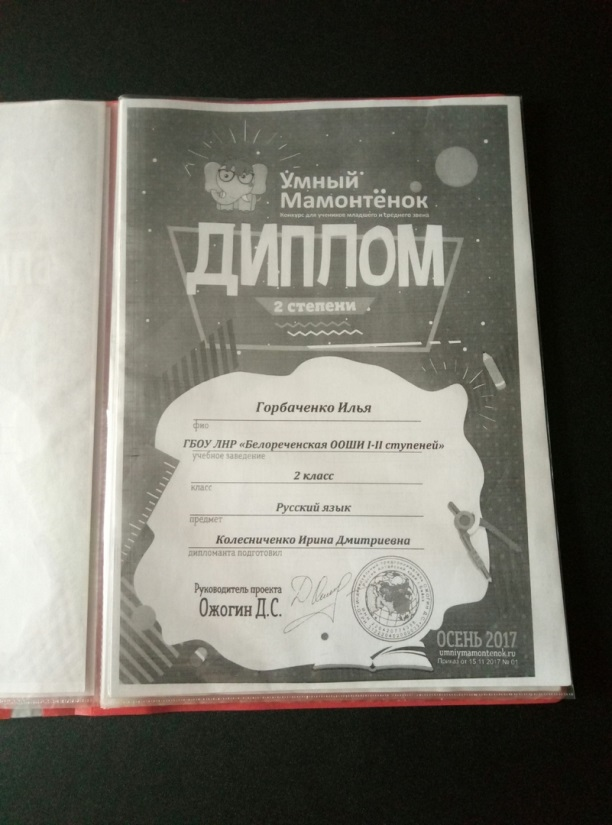 Умный
Мамонтёнок
Конкурс для учеников младшего и среднего звена
ДИПЛОМ
2 степени
Горбаченко Илья
фио
ГБОУ ЛНР «Белореченская ООШИ I-II ступеней»
учебное заведение
2 класс
класс
Русский язык
предмет
Колесниченко Ирина Дмитриевна
дипломанта подготовил
Руководитель проекта
Ожогин Д.С.
ОСЕНЬ 2017
umniymamontenok.ru
Приказ от 15.11.2017 № 01